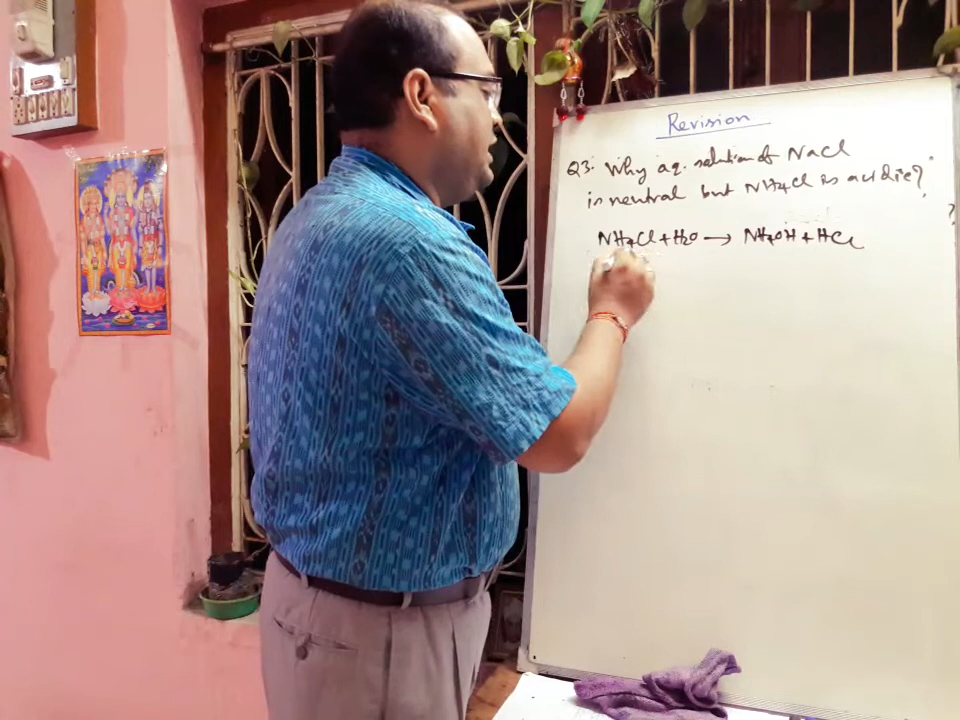 Revision
Q3. Why aq. solution of NaCl
is neutral but NH4Cl is acidic?
NH4Cl + H2O → NH4OH + HCl